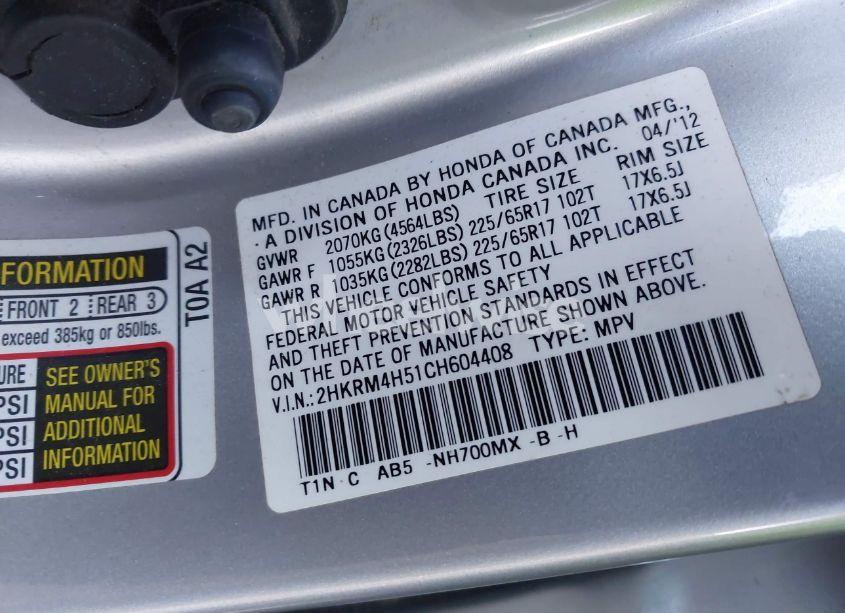 FORMATION
FRONT 2 REAR 3
exceed 385kg or 850lbs.
URE SEE OWNER'S
PSI MANUAL FOR
PSI ADDITIONAL
PSI INFORMATION
T0A A2
MFD. IN CANADA BY HONDA OF CANADA MFG.,
A DIVISION OF HONDA CANADA INC. 04/'12
GVWR 2070KG(4564LBS) TIRE SIZE RIM SIZE
GAWR F 1055KG(2326LBS) 225/65R17 102T 17X6.5J
GAWR R 1035KG(2282LBS) 225/65R17 102T 17X6.5J
THIS VEHICLE CONFORMS TO ALL APPLICABLE
FEDERAL MOTOR VEHICLE SAFETY
AND THEFT PREVENTION STANDARDS IN EFFECT
ON THE DATE OF MANUFACTURE SHOWN ABOVE.
V.I.N.:2HKRM4H51CH604408 TYPE: MPV
T1N C AB5 -NH700MX -B -H